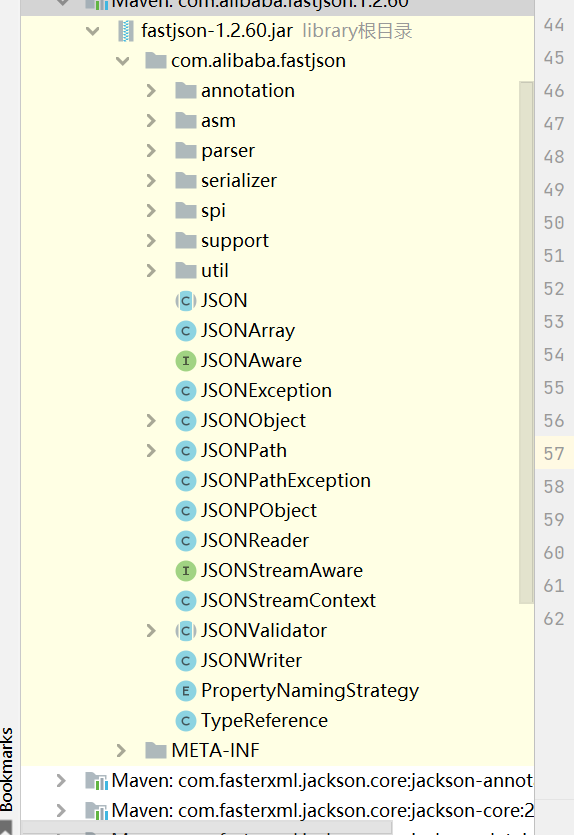 Maven: com.alibaba:fastjson:1.2.60
fastjson-1.2.60.jar library根目录
com.alibaba.fastjson
annotation
asm
parser
serializer
spi
support
util
JSON
JSONArray
JSONAware
JSONException
JSONObject
JSONPath
JSONPathException
JSONPObject
JSONReader
JSONStreamAware
JSONStreamContext
JSONValidator
JSONWriter
PropertyNamingStrategy
TypeReference
META-INF
Maven: com.fasterxml.jackson.core:jackson-annot
Maven: com.fasterxml.jackson.core:jackson-core:2
Bookmarks
44
45
46
47
48
49
50
51
52
53
54
55
56
57
58
59
60
61
62